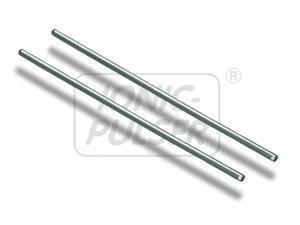 IONIC-
PULSER
®